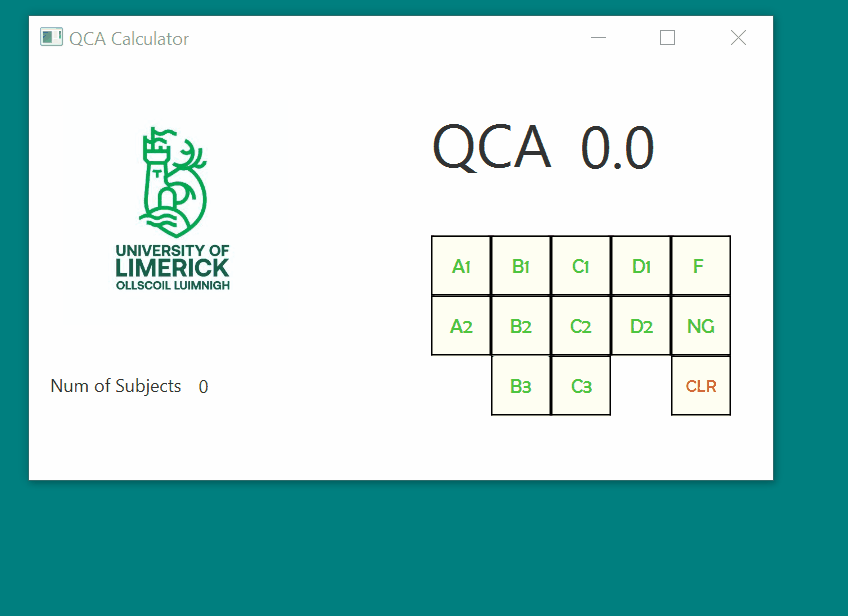 QCA Calculator
UNIVERSITY OF
LIMERICK
OLLSCOIL LUIMNIGH
QCA 0.0
A1 B1 C1 D1 F
A2 B2 C2 D2 NG
B3 C3 CLR
Num of Subjects 0